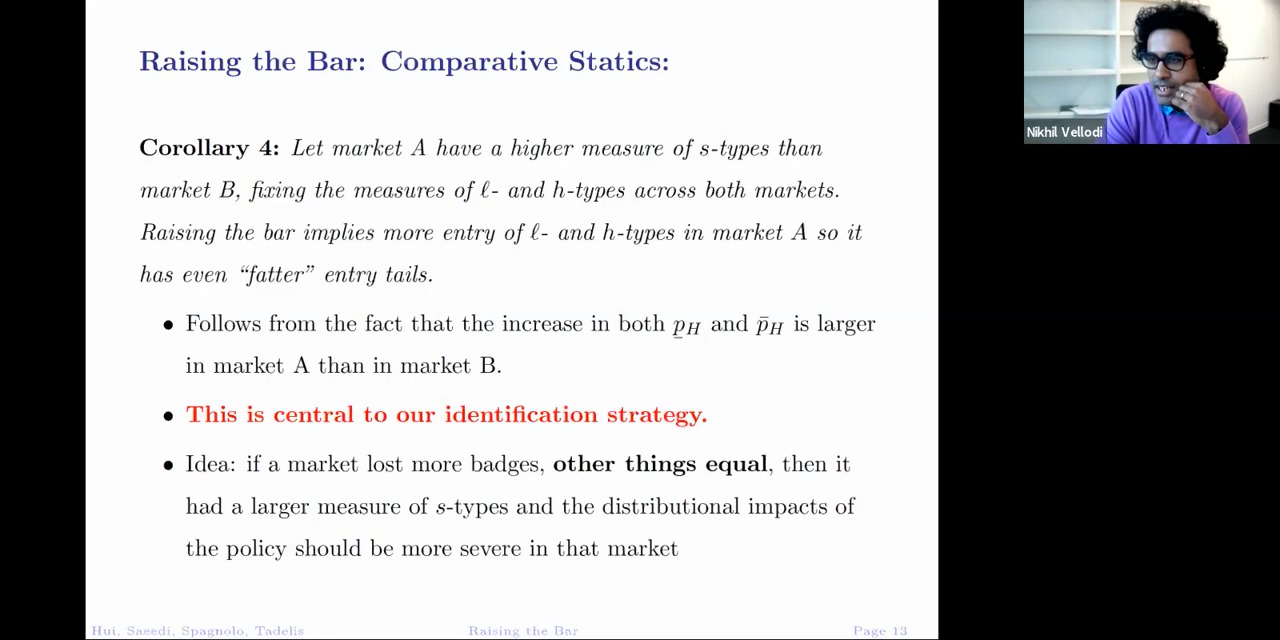 Raising the Bar: Comparative Statics:
Corollary 4: Let market A have a higher measure of s-types than
market B, fixing the measures of ℓ- and h-types across both markets.
Raising the bar implies more entry of ℓ- and h-types in market A so it
has even “fatter” entry tails.
• Follows from the fact that the increase in both p̲_H and p̄_H is larger
in market A than in market B.
• This is central to our identification strategy.
• Idea: if a market lost more badges, other things equal, then it
had a larger measure of s-types and the distributional impacts of
the policy should be more severe in that market
Hui, Saeedi, Spagnolo, Tadelis
Raising the Bar
Page 13
Nikhil Vellodi